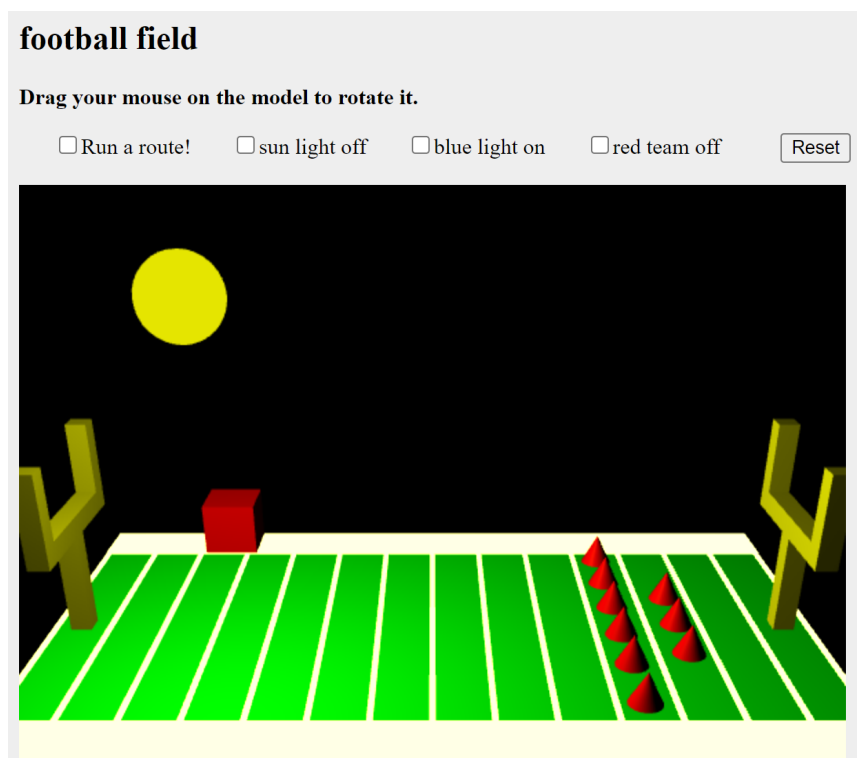 football field
Drag your mouse on the model to rotate it.
Run a route! sun light off blue light on red team off Reset